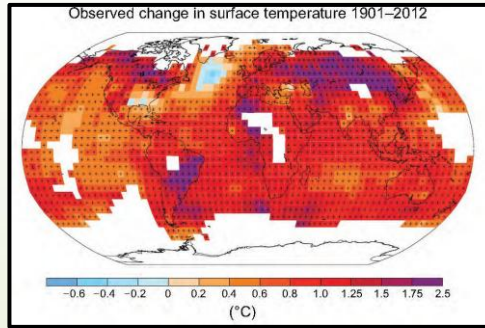 Observed change in surface temperature 1901–2012
−0.6 −0.4 −0.2 0 0.2 0.4 0.6 0.8 1.0 1.25 1.5 1.75 2.5
(°C)